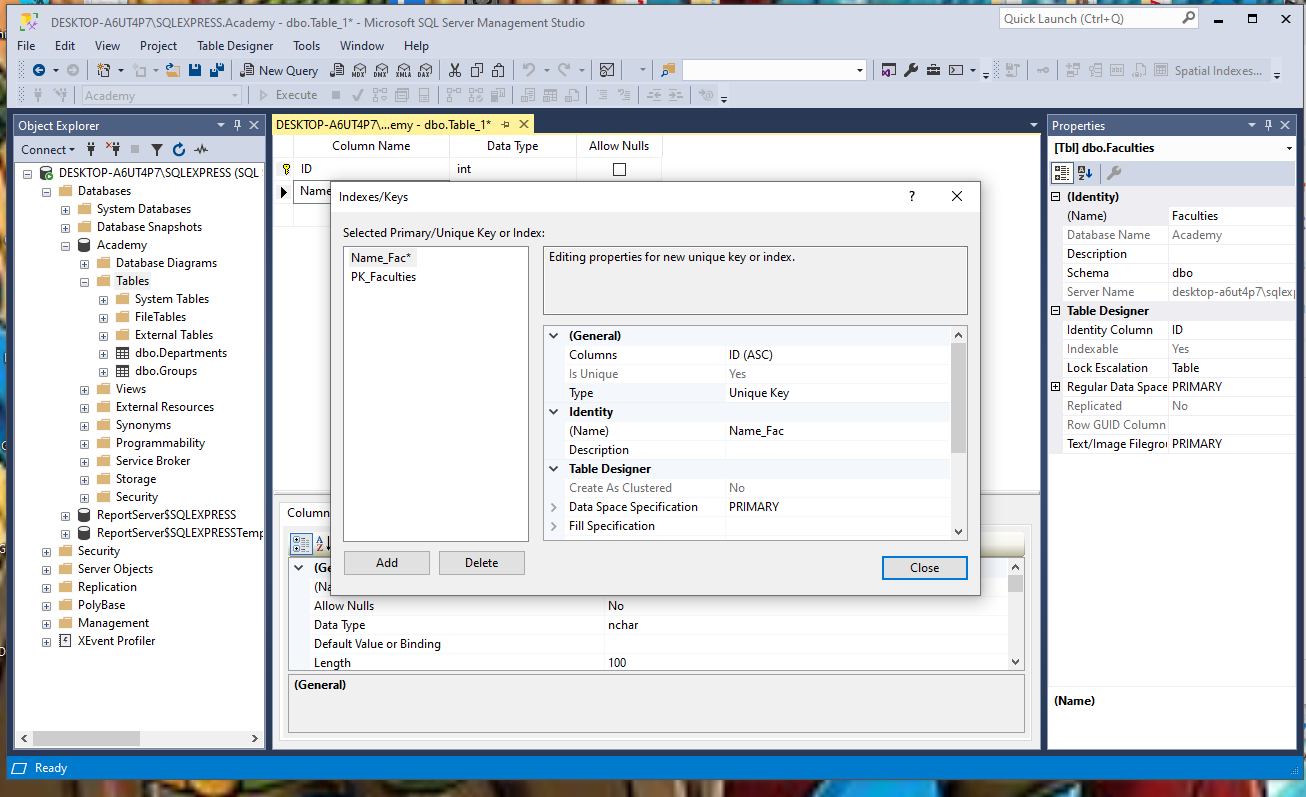 DESKTOP-A6UT4P7\SQLEXPRESS.Academy - dbo.Table_1* - Microsoft SQL Server Management Studio
Quick Launch (Ctrl+Q)
File Edit View Project Table Designer Tools Window Help
New Query MDX DMX XMLA DAX
Spatial Indexes...
Academy Execute
Object Explorer
Connect
DESKTOP-A6UT4P7\SQLEXPRESS (SQL
Databases
System Databases
Database Snapshots
Academy
Database Diagrams
Tables
System Tables
FileTables
External Tables
dbo.Departments
dbo.Groups
Views
External Resources
Synonyms
Programmability
Service Broker
Storage
Security
ReportServer$SQLEXPRESS
ReportServer$SQLEXPRESSTemp
Security
Server Objects
Replication
PolyBase
Management
XEvent Profiler
DESKTOP-A6UT4P7\...emy - dbo.Table_1*
Column Name Data Type Allow Nulls
ID int
Name
Indexes/Keys
?
Selected Primary/Unique Key or Index:
Name_Fac*
PK_Faculties
Editing properties for new unique key or index.
(General)
Columns ID (ASC)
Is Unique Yes
Type Unique Key
Identity
(Name) Name_Fac
Description
Table Designer
Create As Clustered No
Data Space Specification PRIMARY
Fill Specification
Add Delete
Close
Column
(Ge
(Na
Allow Nulls No
Data Type nchar
Default Value or Binding
Length 100
(General)
Properties
[Tbl] dbo.Faculties
(Identity)
(Name) Faculties
Database Name Academy
Description
Schema dbo
Server Name desktop-a6ut4p7\sqlexp
Table Designer
Identity Column ID
Indexable Yes
Lock Escalation Table
Regular Data Space PRIMARY
Replicated No
Row GUID Column
Text/Image Filegrou PRIMARY
(Name)
Ready